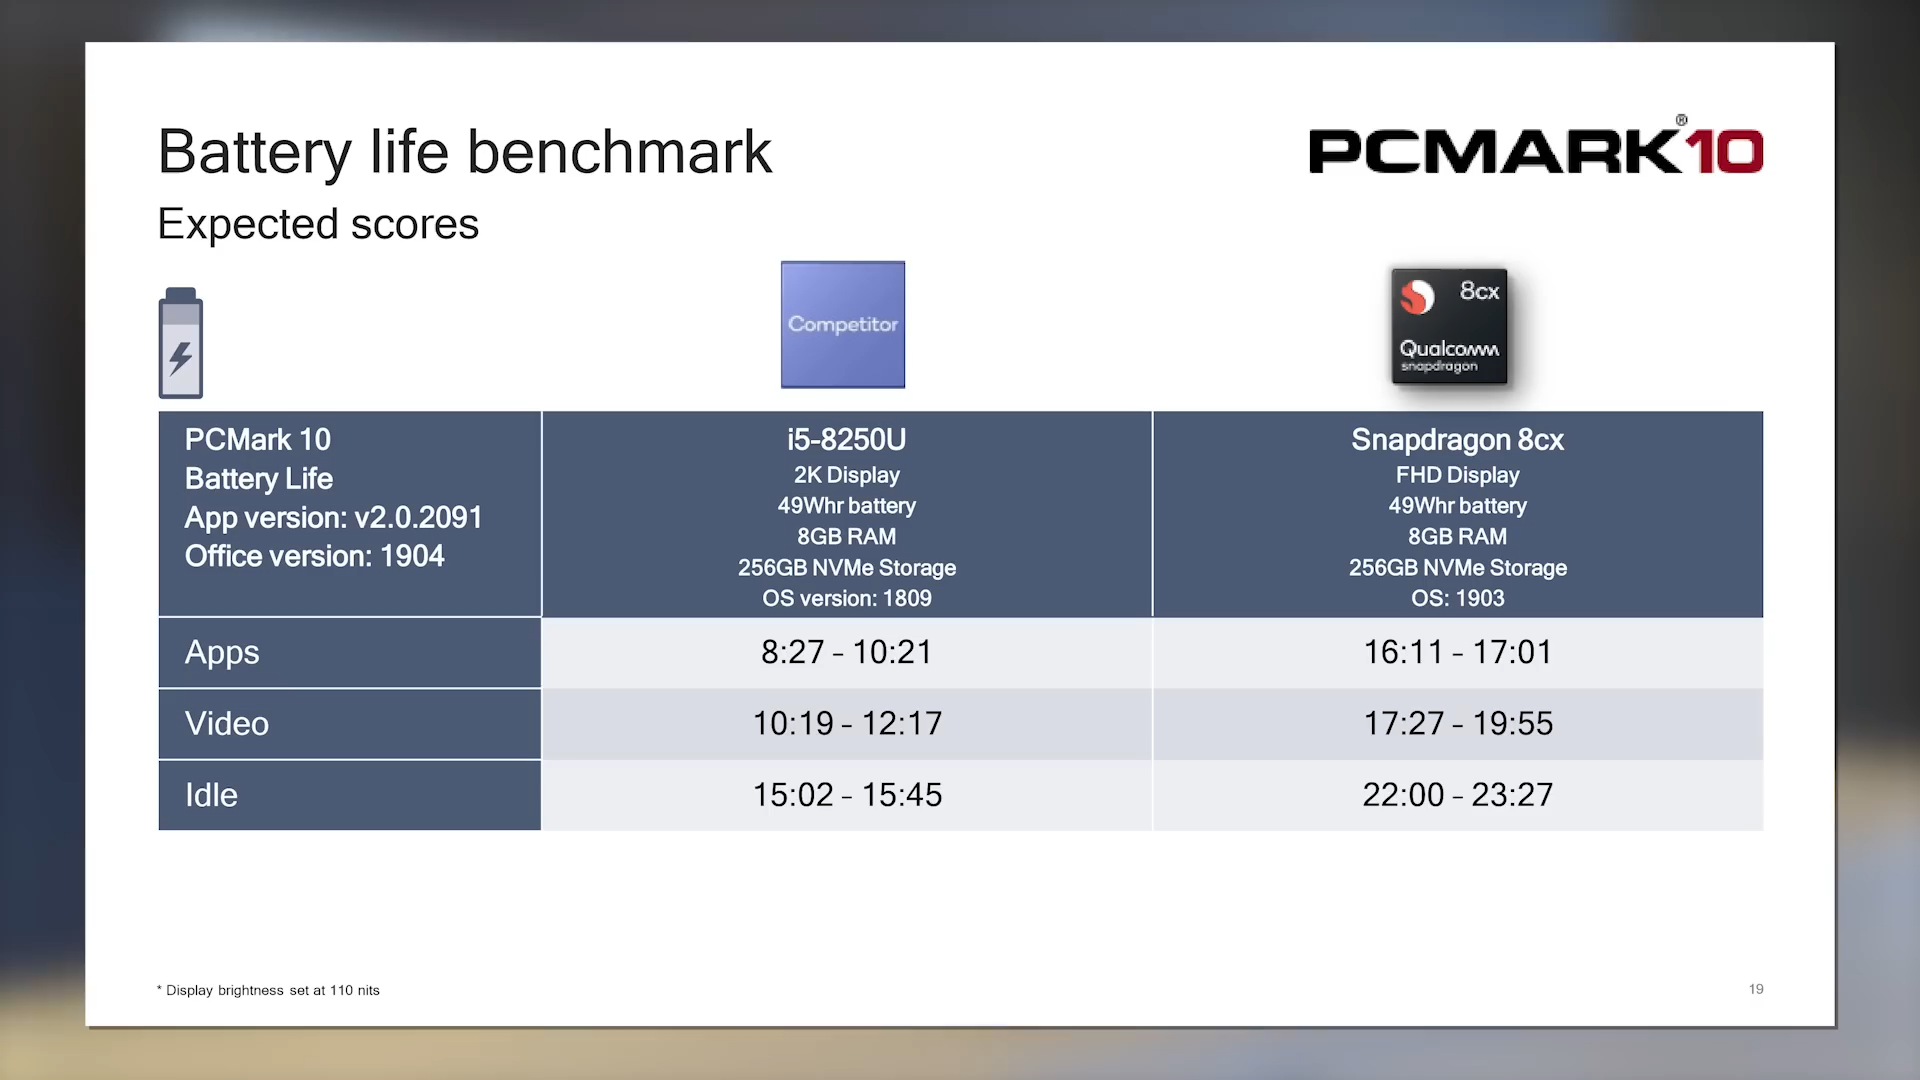 Battery life benchmark
PCMARK®10
Expected scores
Competitor
8cx
Qualcomm
snapdragon
PCMark 10
Battery Life
App version: v2.0.2091
Office version: 1904
i5-8250U
2K Display
49Whr battery
8GB RAM
256GB NVMe Storage
OS version: 1809
Snapdragon 8cx
FHD Display
49Whr battery
8GB RAM
256GB NVMe Storage
OS: 1903
Apps 8:27 - 10:21 16:11 - 17:01
Video 10:19 - 12:17 17:27 - 19:55
Idle 15:02 - 15:45 22:00 - 23:27
* Display brightness set at 110 nits
19